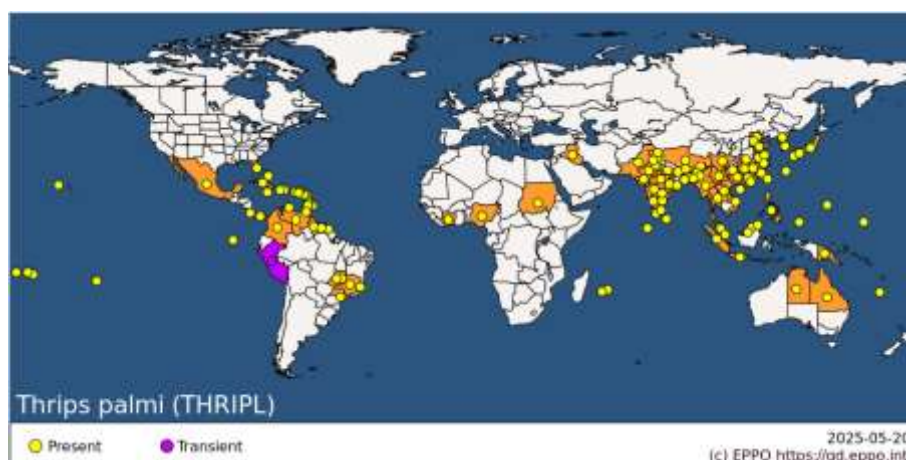 Thrips palmi (THRIPL)
Present Transient
2025-05-20
(c) EPPO https://gd.eppo.int